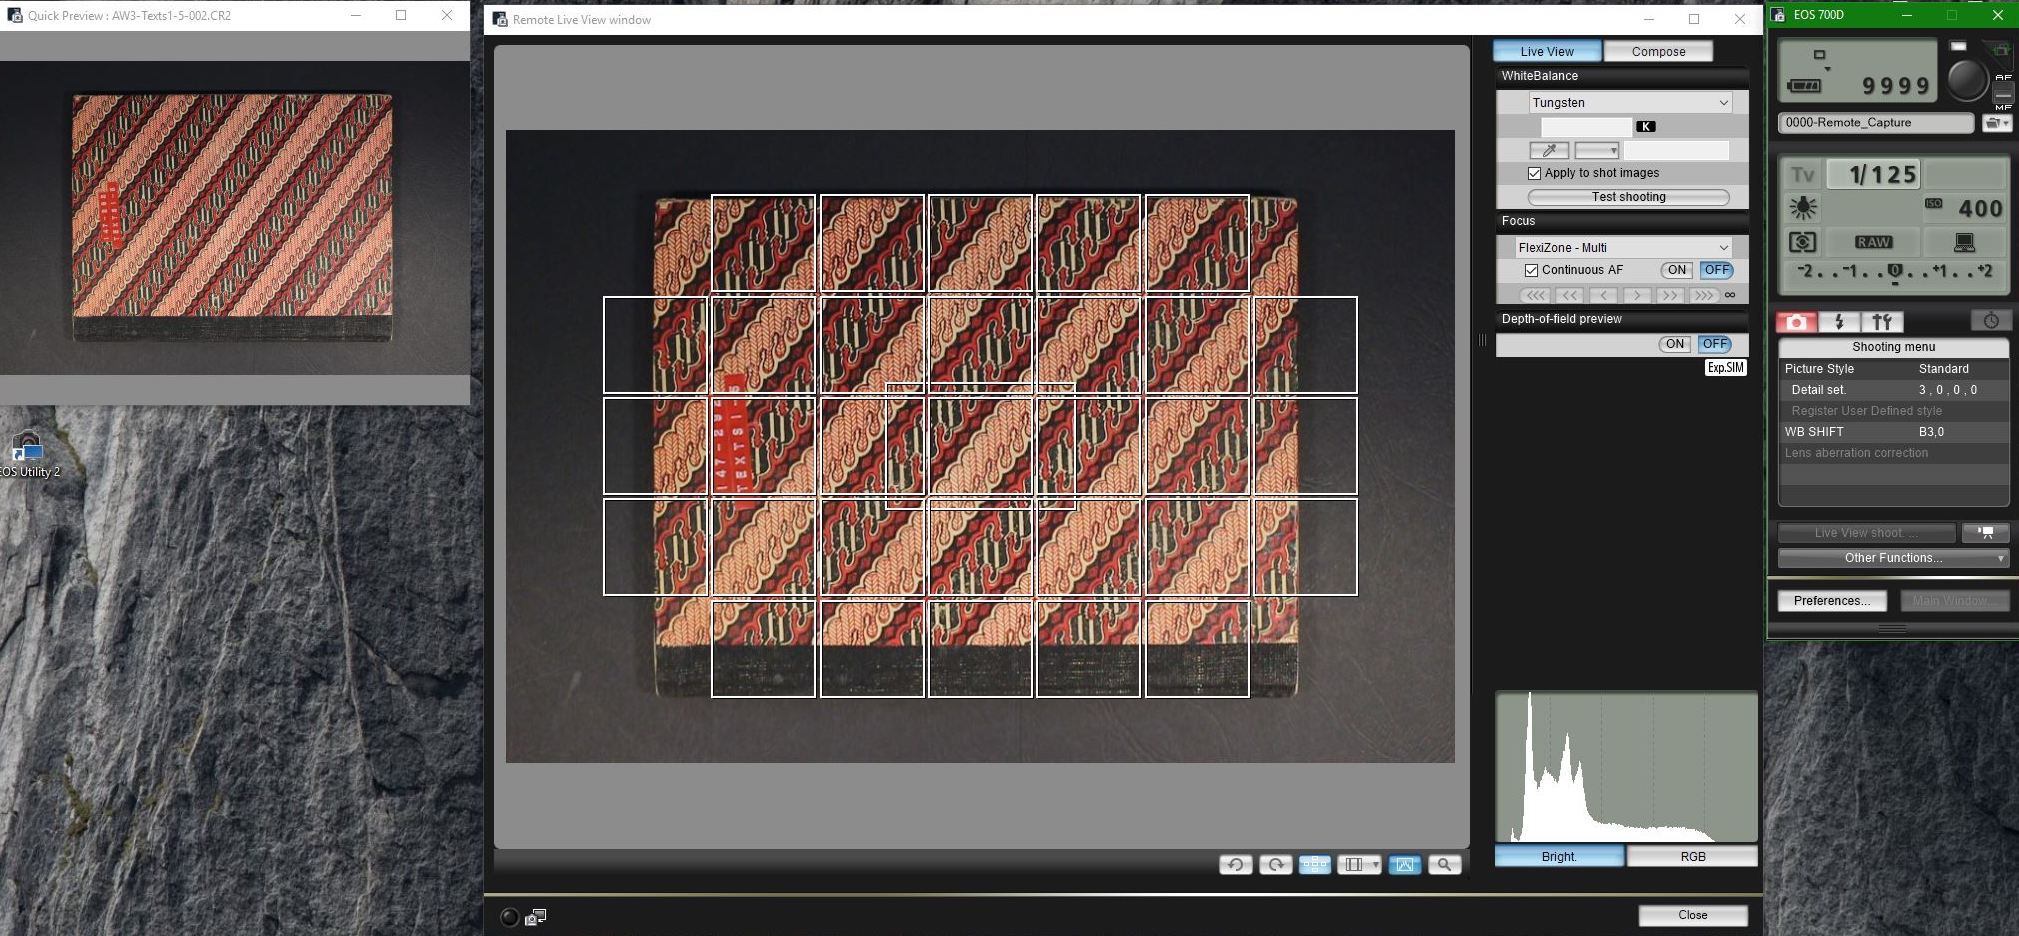 Quick Preview : AW3-Texts1-5-002.CR2
EOS Utility 2
Remote Live View window
147-2
TEXTS I-5
Live View
Compose
WhiteBalance
Tungsten
K
Apply to shot images
Test shooting
Focus
FlexiZone - Multi
Continuous AF
ON
OFF
<<<
<<
<
>
>>
>>>
∞
Depth-of-field preview
ON
OFF
Exp.SIM
Bright.
RGB
Close
EOS 700D
9999
AF
MF
0000-Remote_Capture
Tv
1/125
ISO 400
RAW
-2..-1..0..+1..+2
Shooting menu
Picture Style Standard
Detail set. 3 , 0 , 0 , 0
Register User Defined style
WB SHIFT B3,0
Lens aberration correction
Live View shoot. ...
Other Functions...
Preferences...
Main Window...